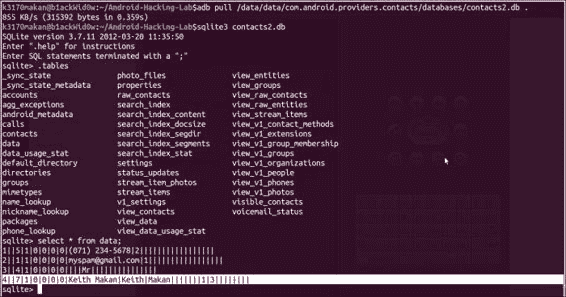 k3170makan@b1ackWid0w:~/Android-Hacking-Lab$adb pull /data/data/com.android.providers.contacts/databases/contacts2.db .
855 KB/s (315392 bytes in 0.359s)
k3170makan@b1ackWid0w:~/Android-Hacking-Lab$sqlite3 contacts2.db
SQLite version 3.7.11 2012-03-20 11:35:50
Enter ".help" for instructions
Enter SQL statements terminated with a ";"
sqlite> .tables
_sync_state photo_files view_entities
_sync_state_metadata properties view_groups
accounts raw_contacts view_raw_contacts
agg_exceptions search_index view_raw_entities
android_metadata search_index_content view_stream_items
calls search_index_docsize view_v1_contact_methods
contacts search_index_segdir view_v1_extensions
data search_index_segments view_v1_group_membership
data_usage_stat search_index_stat view_v1_groups
default_directory settings view_v1_organizations
directories status_updates view_v1_people
groups stream_item_photos view_v1_phones
mimetypes stream_items view_v1_photos
name_lookup v1_settings visible_contacts
nickname_lookup view_contacts voicemail_status
packages view_data
phone_lookup view_data_usage_stat
sqlite> select * from data;
1||5|1|0|0|0|0|(071) 234-5678|2||||||||||||||||
2||1|1|0|0|0|0|myspam@gmail.com|1||||||||||||||||
3||4|1|0|0|0|0||||Mr||||||||||||||
4||7|1|0|0|0|0|Keith Makan|Keith|Makan||||||1|3||||||
sqlite>